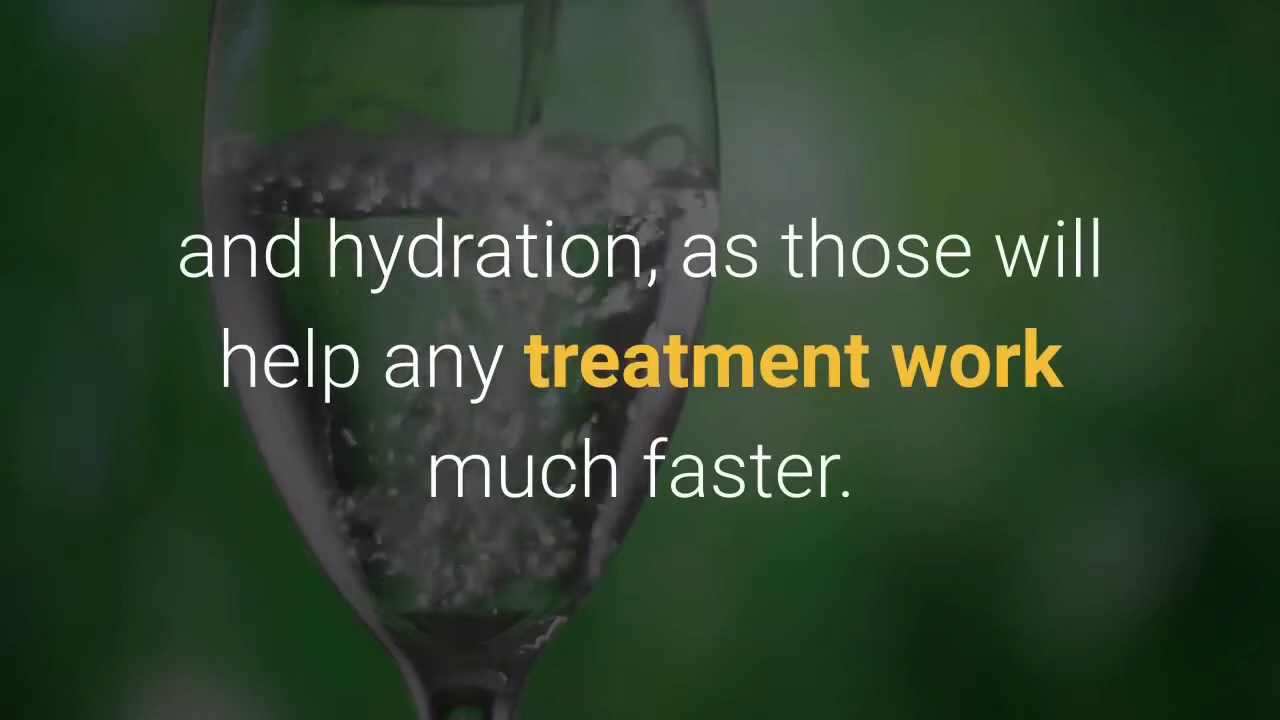 and hydration, as those will
help any treatment work
much faster.